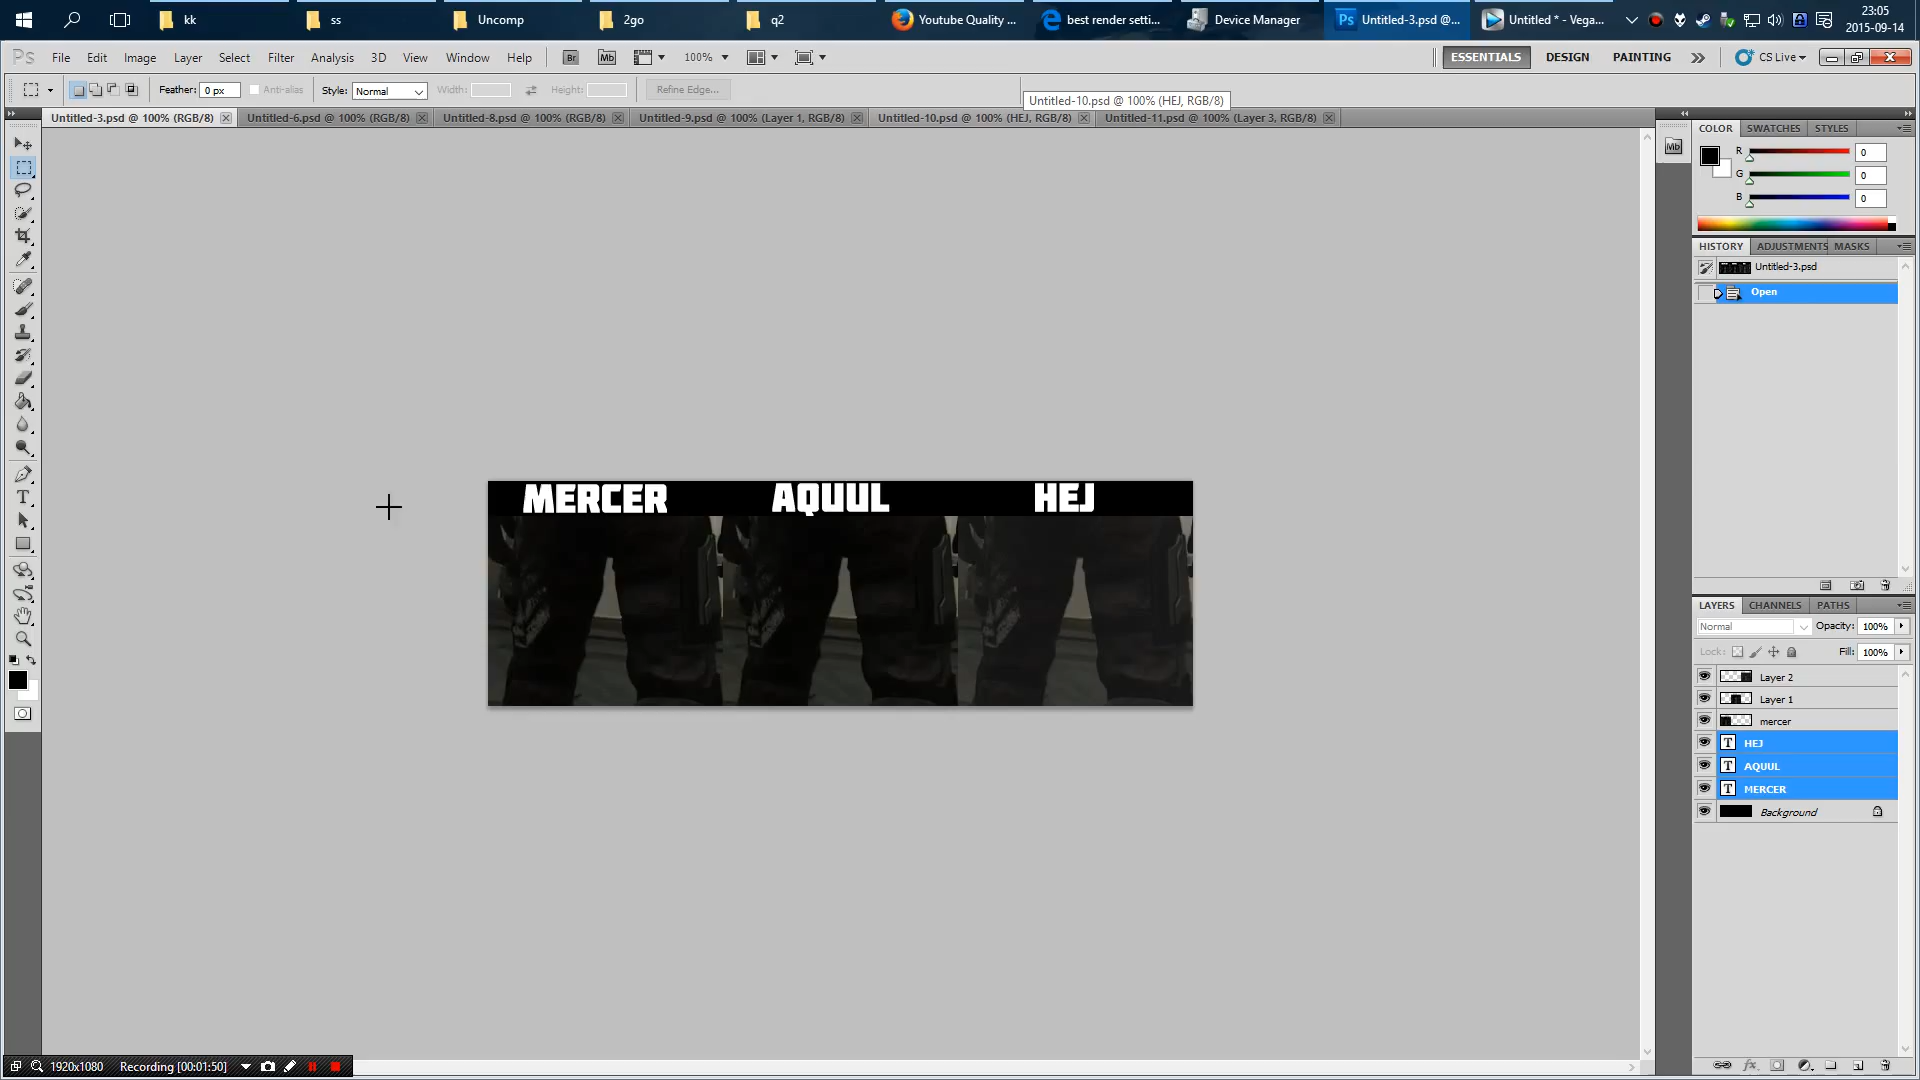 kk
ss
Uncomp
2go
q2
Youtube Quality ...
best render setti...
Device Manager
Ps
Untitled-3.psd @...
Untitled * - Vega...
23:05
2015-09-14
Ps
File
Edit
Image
Layer
Select
Filter
Analysis
3D
View
Window
Help
Br
Mb
100%
ESSENTIALS
DESIGN
PAINTING
CS Live
Feather: 0 px
Anti-alias
Style: Normal
Width:
Height:
Refine Edge...
Untitled-10.psd @ 100% (HEJ, RGB/8)
Untitled-3.psd @ 100% (RGB/8)
Untitled-6.psd @ 100% (RGB/8)
Untitled-8.psd @ 100% (RGB/8)
Untitled-9.psd @ 100% (Layer 1, RGB/8)
Untitled-10.psd @ 100% (HEJ, RGB/8)
Untitled-11.psd @ 100% (Layer 3, RGB/8)
Mb
COLOR
SWATCHES
STYLES
R 0
G 0
B 0
HISTORY
ADJUSTMENTS
MASKS
Untitled-3.psd
Open
MERCER
AQUUL
HEJ
LAYERS
CHANNELS
PATHS
Normal
Opacity: 100%
Lock:
Fill: 100%
Layer 2
Layer 1
mercer
T HEJ
T AQUUL
T MERCER
Background
T
fx
1920x1080
Recording [00:01:50]